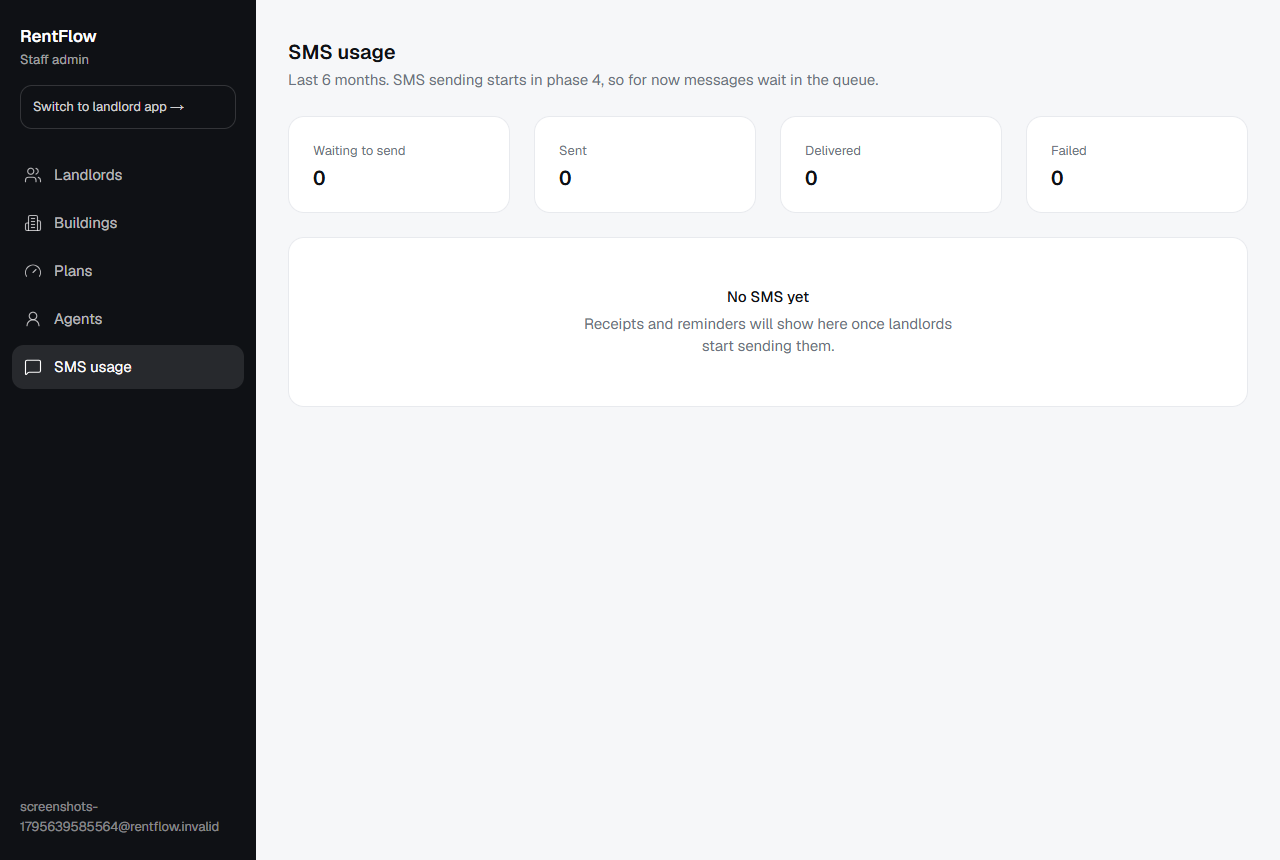 RentFlow
Staff admin
Switch to landlord app →
Landlords
Buildings
Plans
Agents
SMS usage
screenshots-
1795639585564@rentflow.invalid
SMS usage
Last 6 months. SMS sending starts in phase 4, so for now messages wait in the queue.
Waiting to send
0
Sent
0
Delivered
0
Failed
0
No SMS yet
Receipts and reminders will show here once landlords
start sending them.